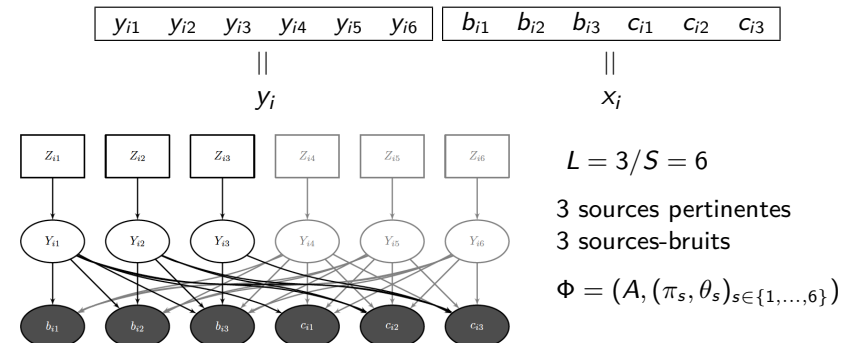 y_{i1} y_{i2} y_{i3} y_{i4} y_{i5} y_{i6} b_{i1} b_{i2} b_{i3} c_{i1} c_{i2} c_{i3}
|| ||
y_i x_i
Z_{i1} Z_{i2} Z_{i3} Z_{i4} Z_{i5} Z_{i6}
L = 3/S = 6
3 sources pertinentes
Y_{i1} Y_{i2} Y_{i3} Y_{i4} Y_{i5} Y_{i6}
3 sources-bruits
Φ = (A, (π_s, θ_s)_{s∈{1,...,6}})
b_{i1} b_{i2} b_{i3} c_{i1} c_{i2} c_{i3}